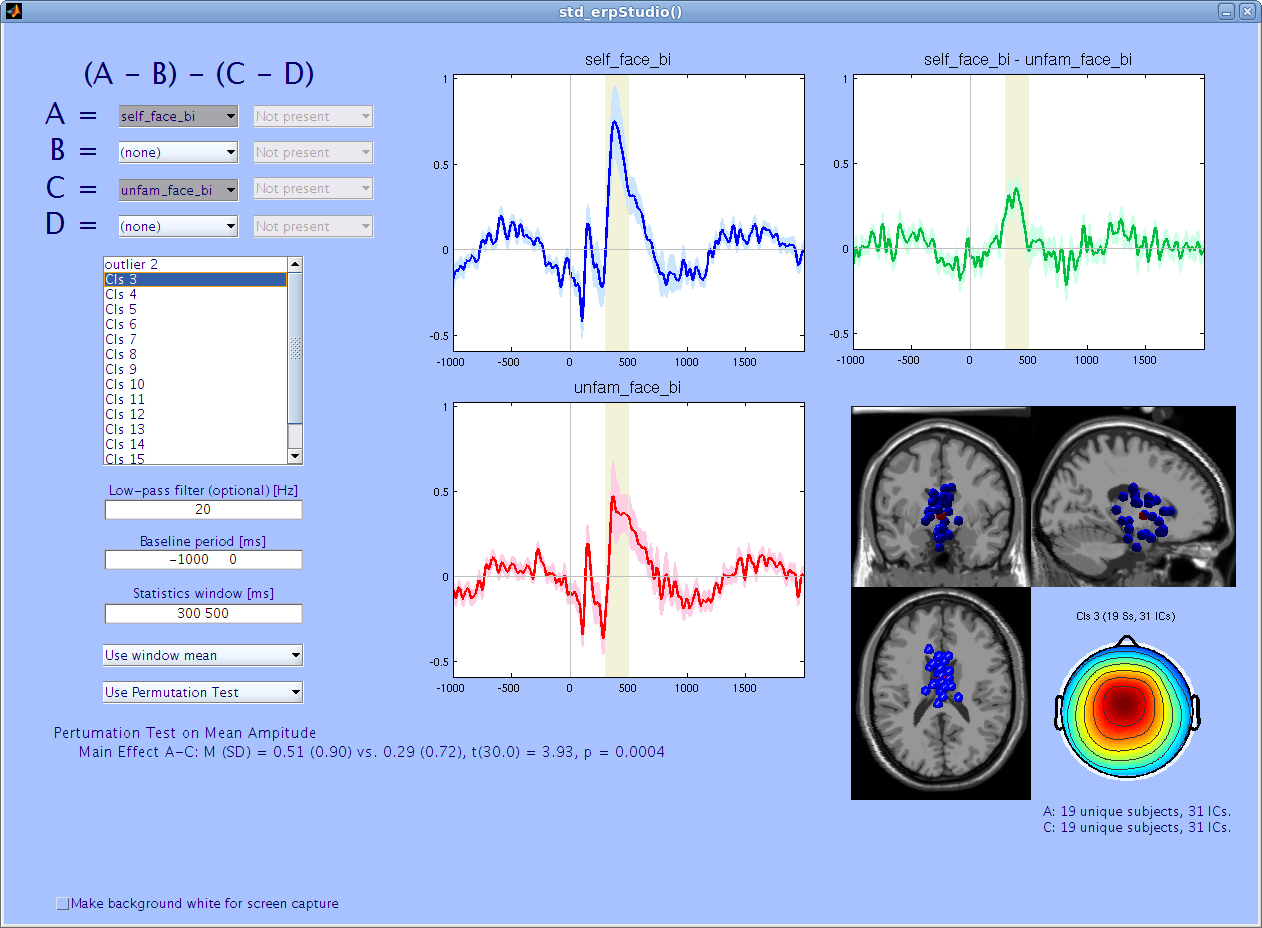 std_erpStudio()
(A - B) - (C - D)
A = self_face_bi Not present
B = (none) Not present
C = unfam_face_bi Not present
D = (none) Not present
outlier 2
Cls 3
Cls 4
Cls 5
Cls 6
Cls 7
Cls 8
Cls 9
Cls 10
Cls 11
Cls 12
Cls 13
Cls 14
Cls 15
Low-pass filter (optional) [Hz]
20
Baseline period [ms]
-1000 0
Statistics window [ms]
300 500
Use window mean
Use Permutation Test
Pertumation Test on Mean Amplitude
Main Effect A-C: M (SD) = 0.51 (0.90) vs. 0.29 (0.72), t(30.0) = 3.93, p = 0.0004
Make background white for screen capture
self_face_bi
1
0.5
0
-0.5
-1000 -500 0 500 1000 1500
unfam_face_bi
1
0.5
0
-0.5
-1000 -500 0 500 1000 1500
self_face_bi - unfam_face_bi
1
0.5
0
-0.5
-1000 -500 0 500 1000 1500
Cls 3 (19 Ss, 31 ICs)
A: 19 unique subjects, 31 ICs.
C: 19 unique subjects, 31 ICs.